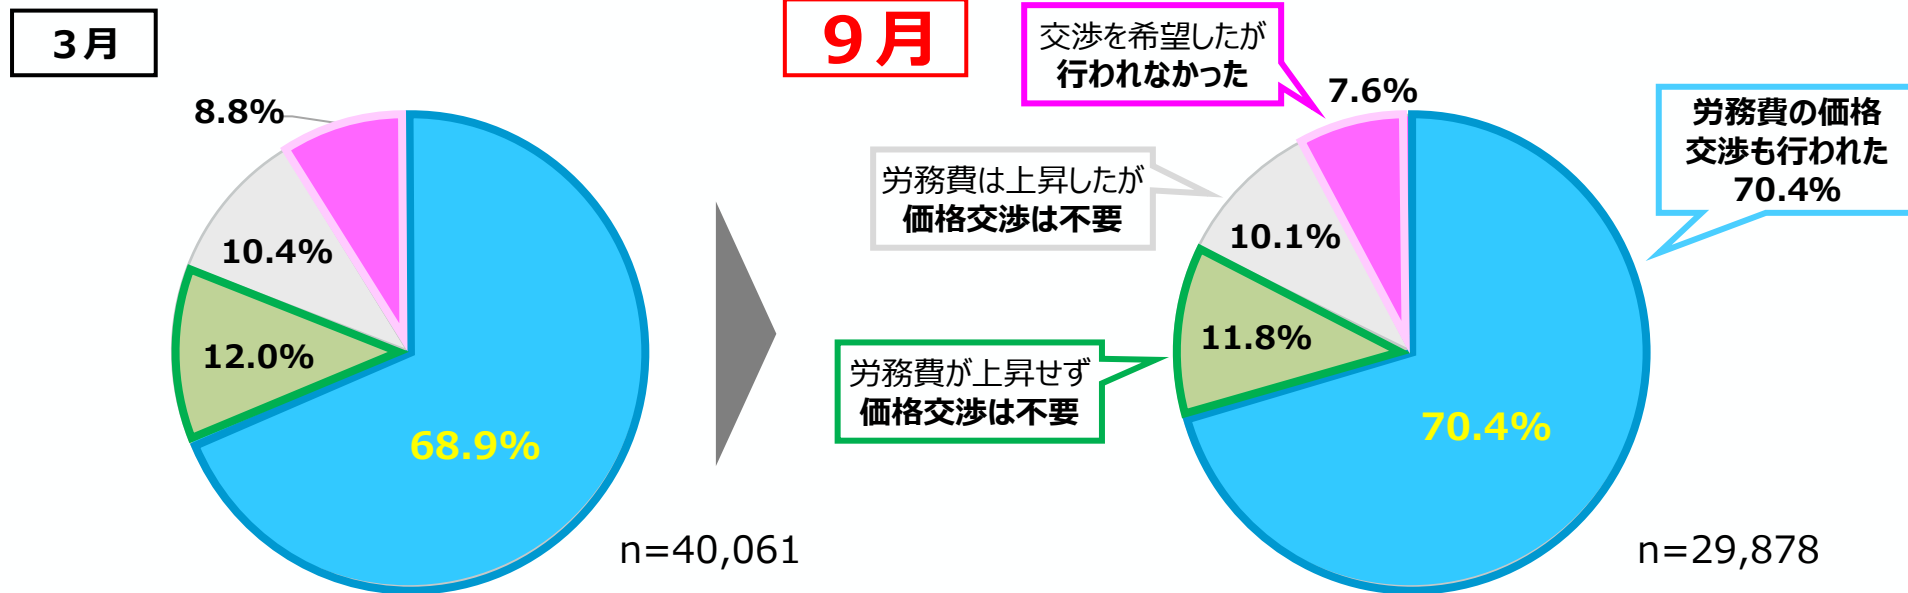 ３月
8.8%
10.4%
12.0%
68.9%
n=40,061
９月
交渉を希望したが
行われなかった
7.6%
労務費の価格
交渉も行われた
70.4%
労務費は上昇したが
価格交渉は不要
10.1%
労務費が上昇せず
価格交渉は不要
11.8%
70.4%
n=29,878